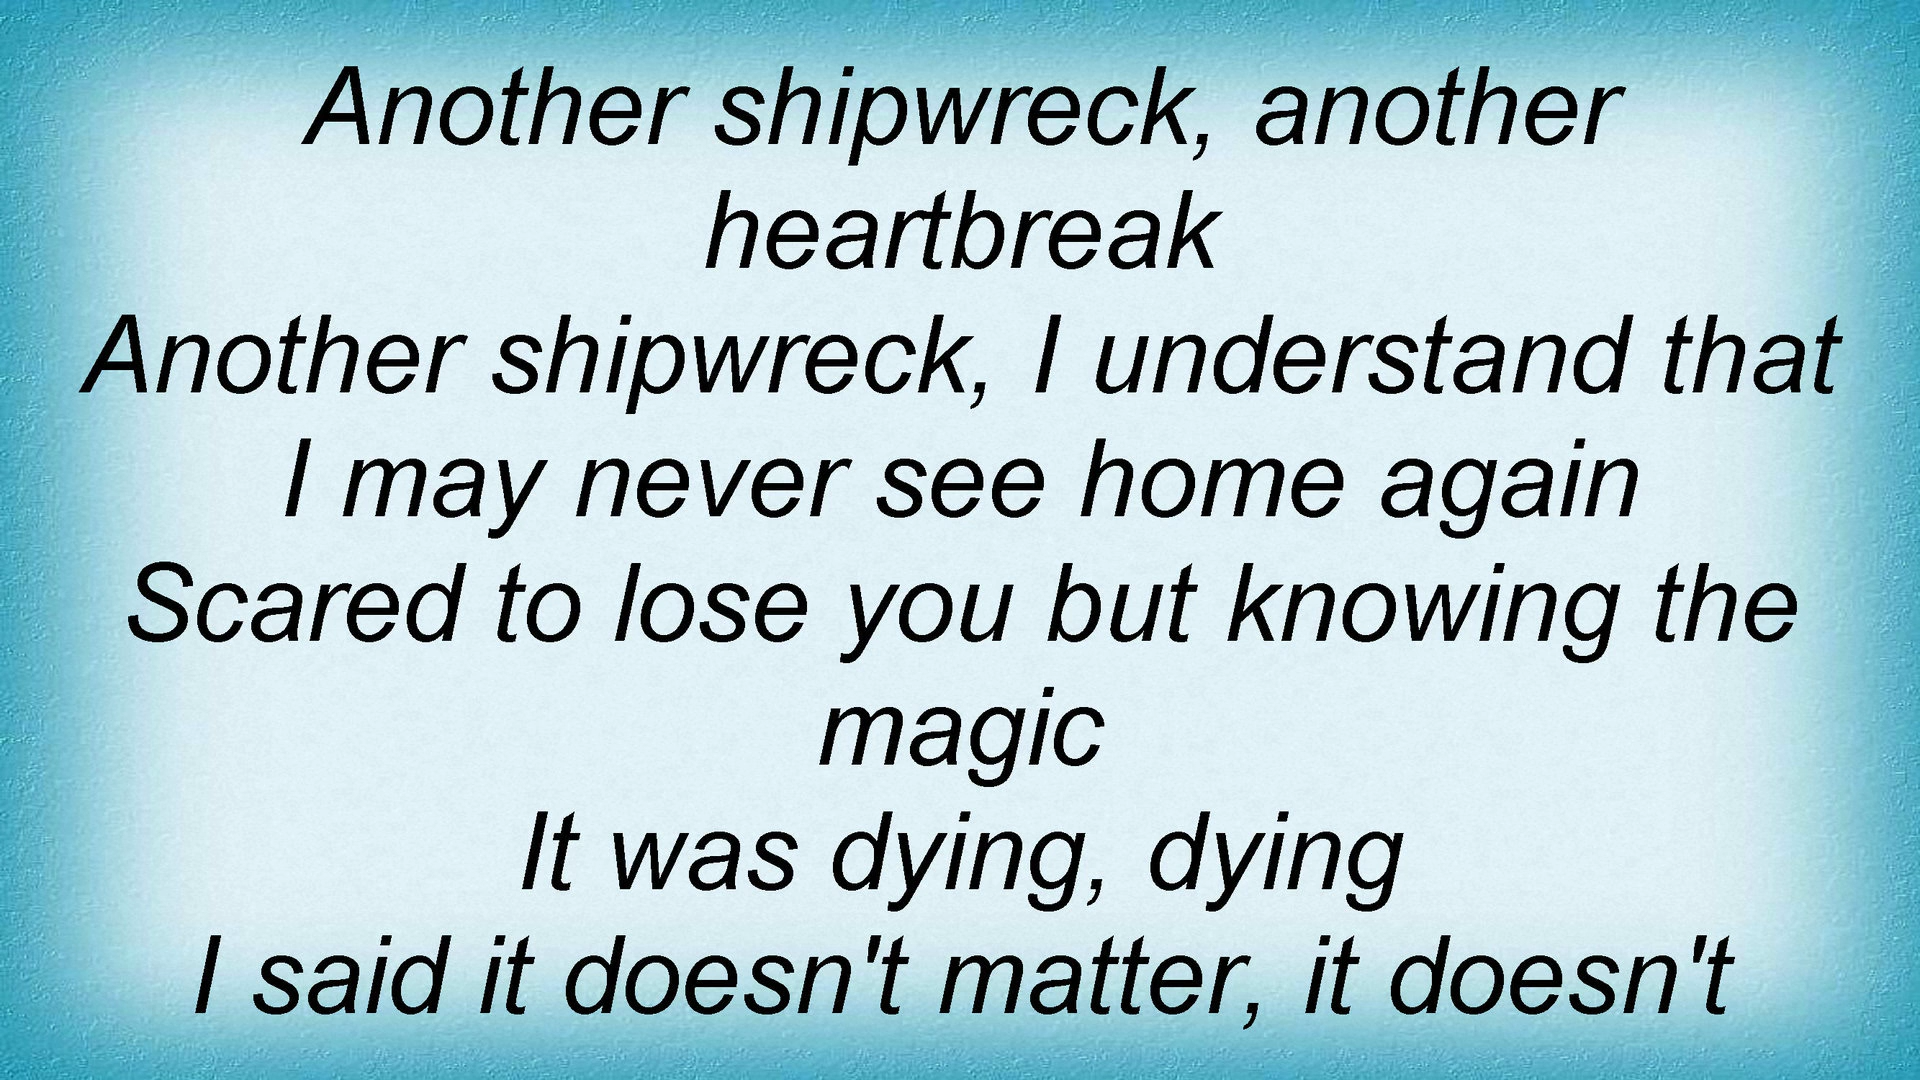 Another shipwreck, another
heartbreak
Another shipwreck, I understand that
I may never see home again
Scared to lose you but knowing the
magic
It was dying, dying
I said it doesn't matter, it doesn't